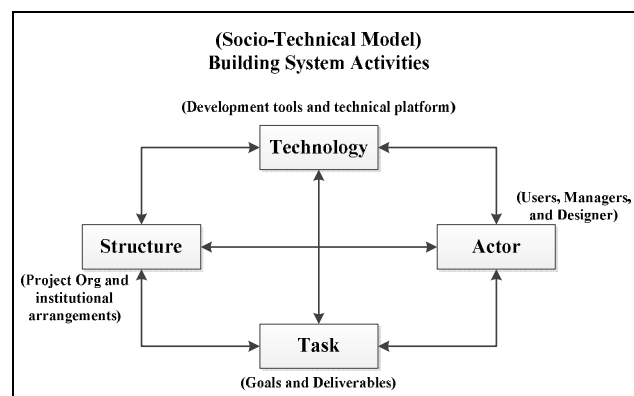 (Socio-Technical Model)
Building System Activities
(Development tools and technical platform)
Technology
(Users, Managers,
and Designer)
Structure
Actor
(Project Org and
institutional
arrangements)
Task
(Goals and Deliverables)